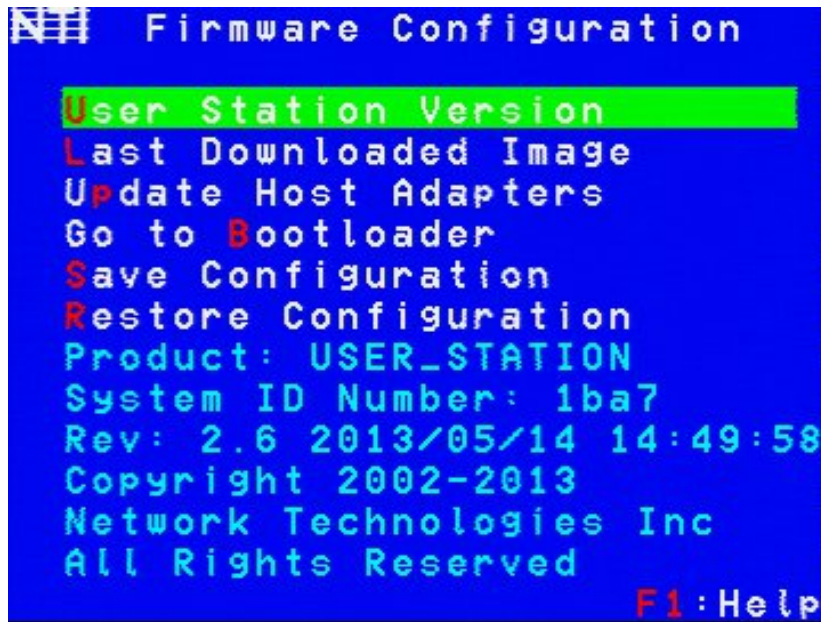 NTI Firmware Configuration
User Station Version
Last Downloaded Image
Update Host Adapters
Go to Bootloader
Save Configuration
Restore Configuration
Product: USER_STATION
System ID Number: 1ba7
Rev: 2.6 2013/05/14 14:49:58
Copyright 2002-2013
Network Technologies Inc
All Rights Reserved
F1:Help